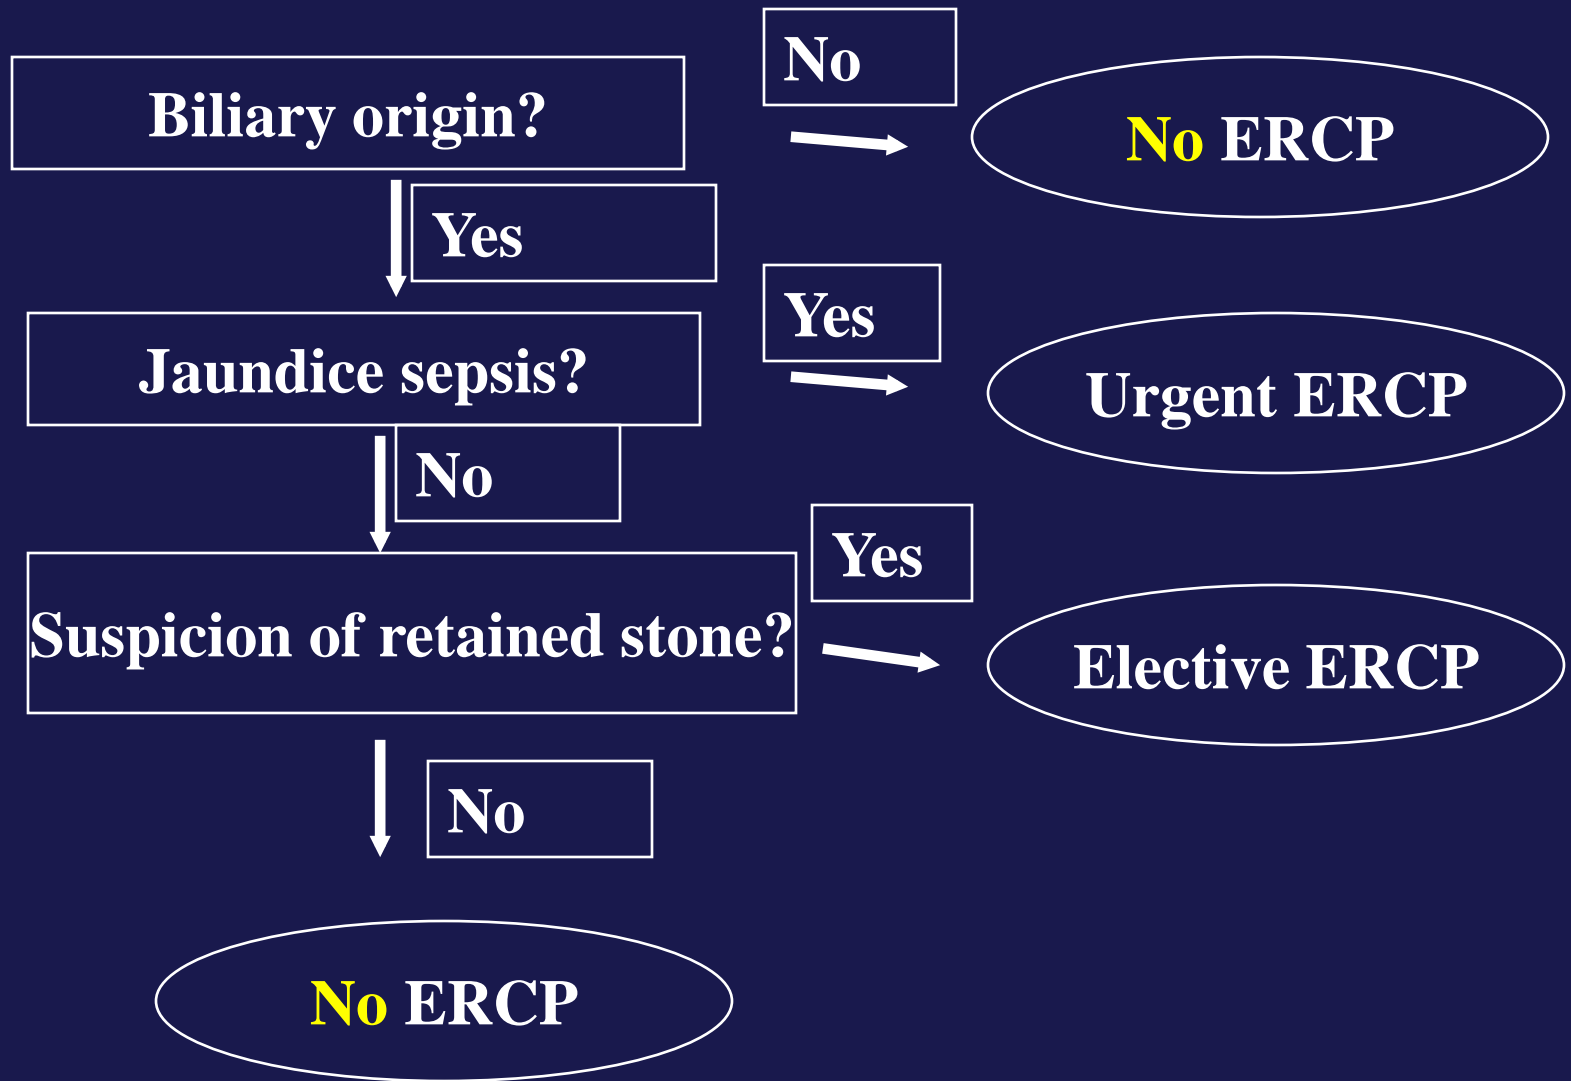 No
Biliary origin?
No ERCP
Yes
Yes
Jaundice sepsis?
Urgent ERCP
No
Yes
Suspicion of retained stone?
Elective ERCP
No
No ERCP